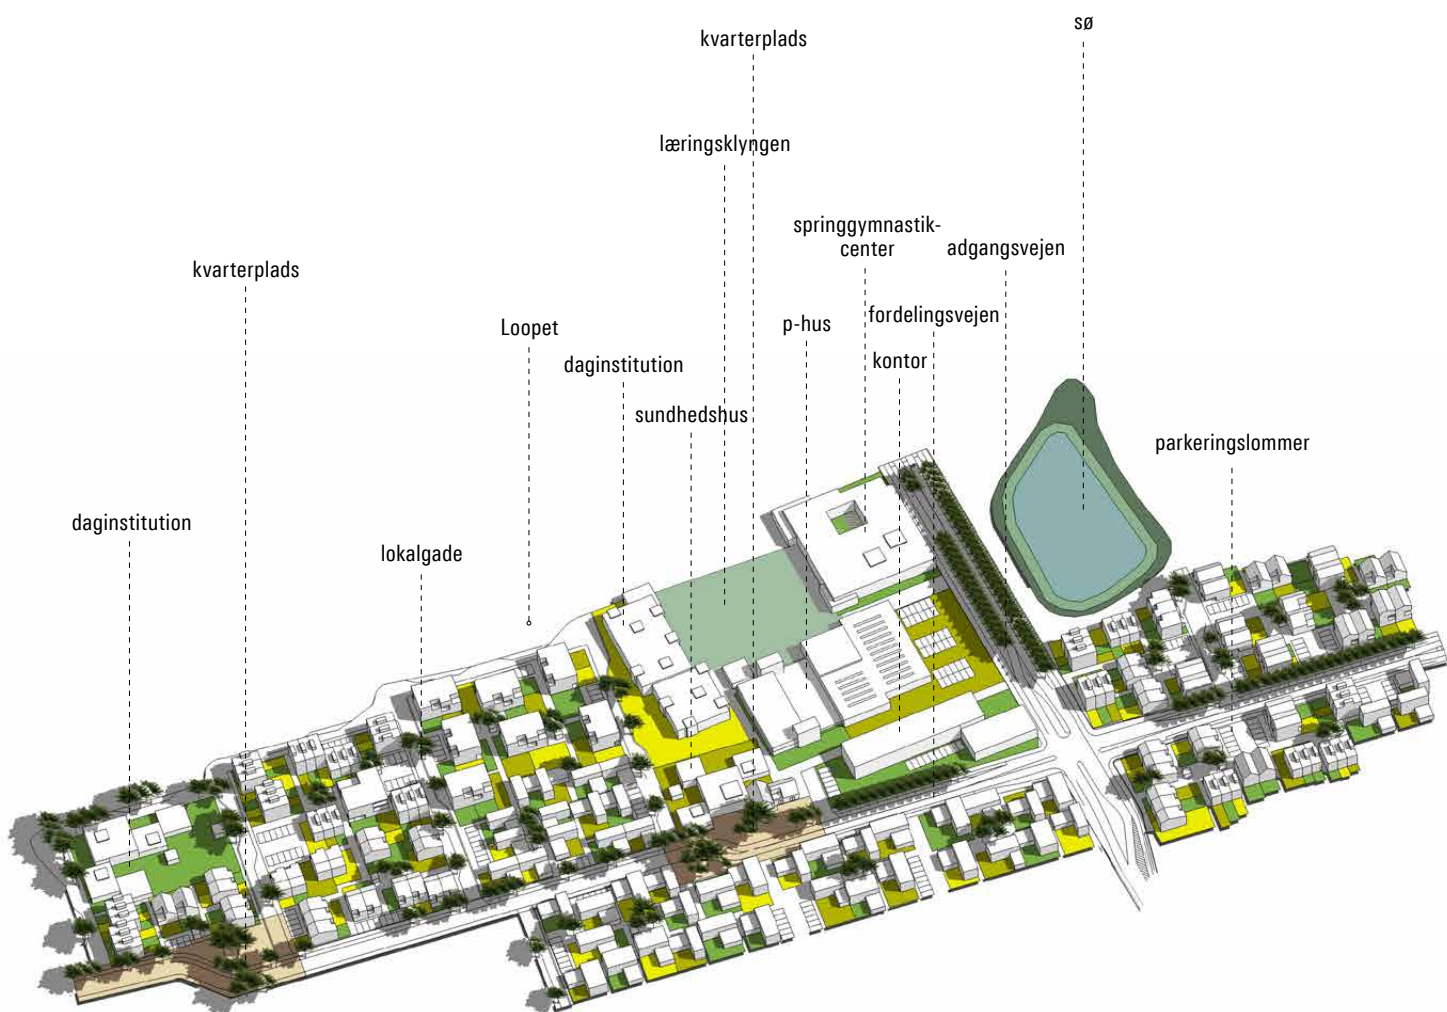 sø
kvarterplads
læringsklyngen
springgymnastik-
center
adgangsvejen
kvarterplads
fordelingsvejen
Loopet
p-hus
daginstitution
kontor
sundhedshus
parkeringslommer
daginstitution
lokalgade